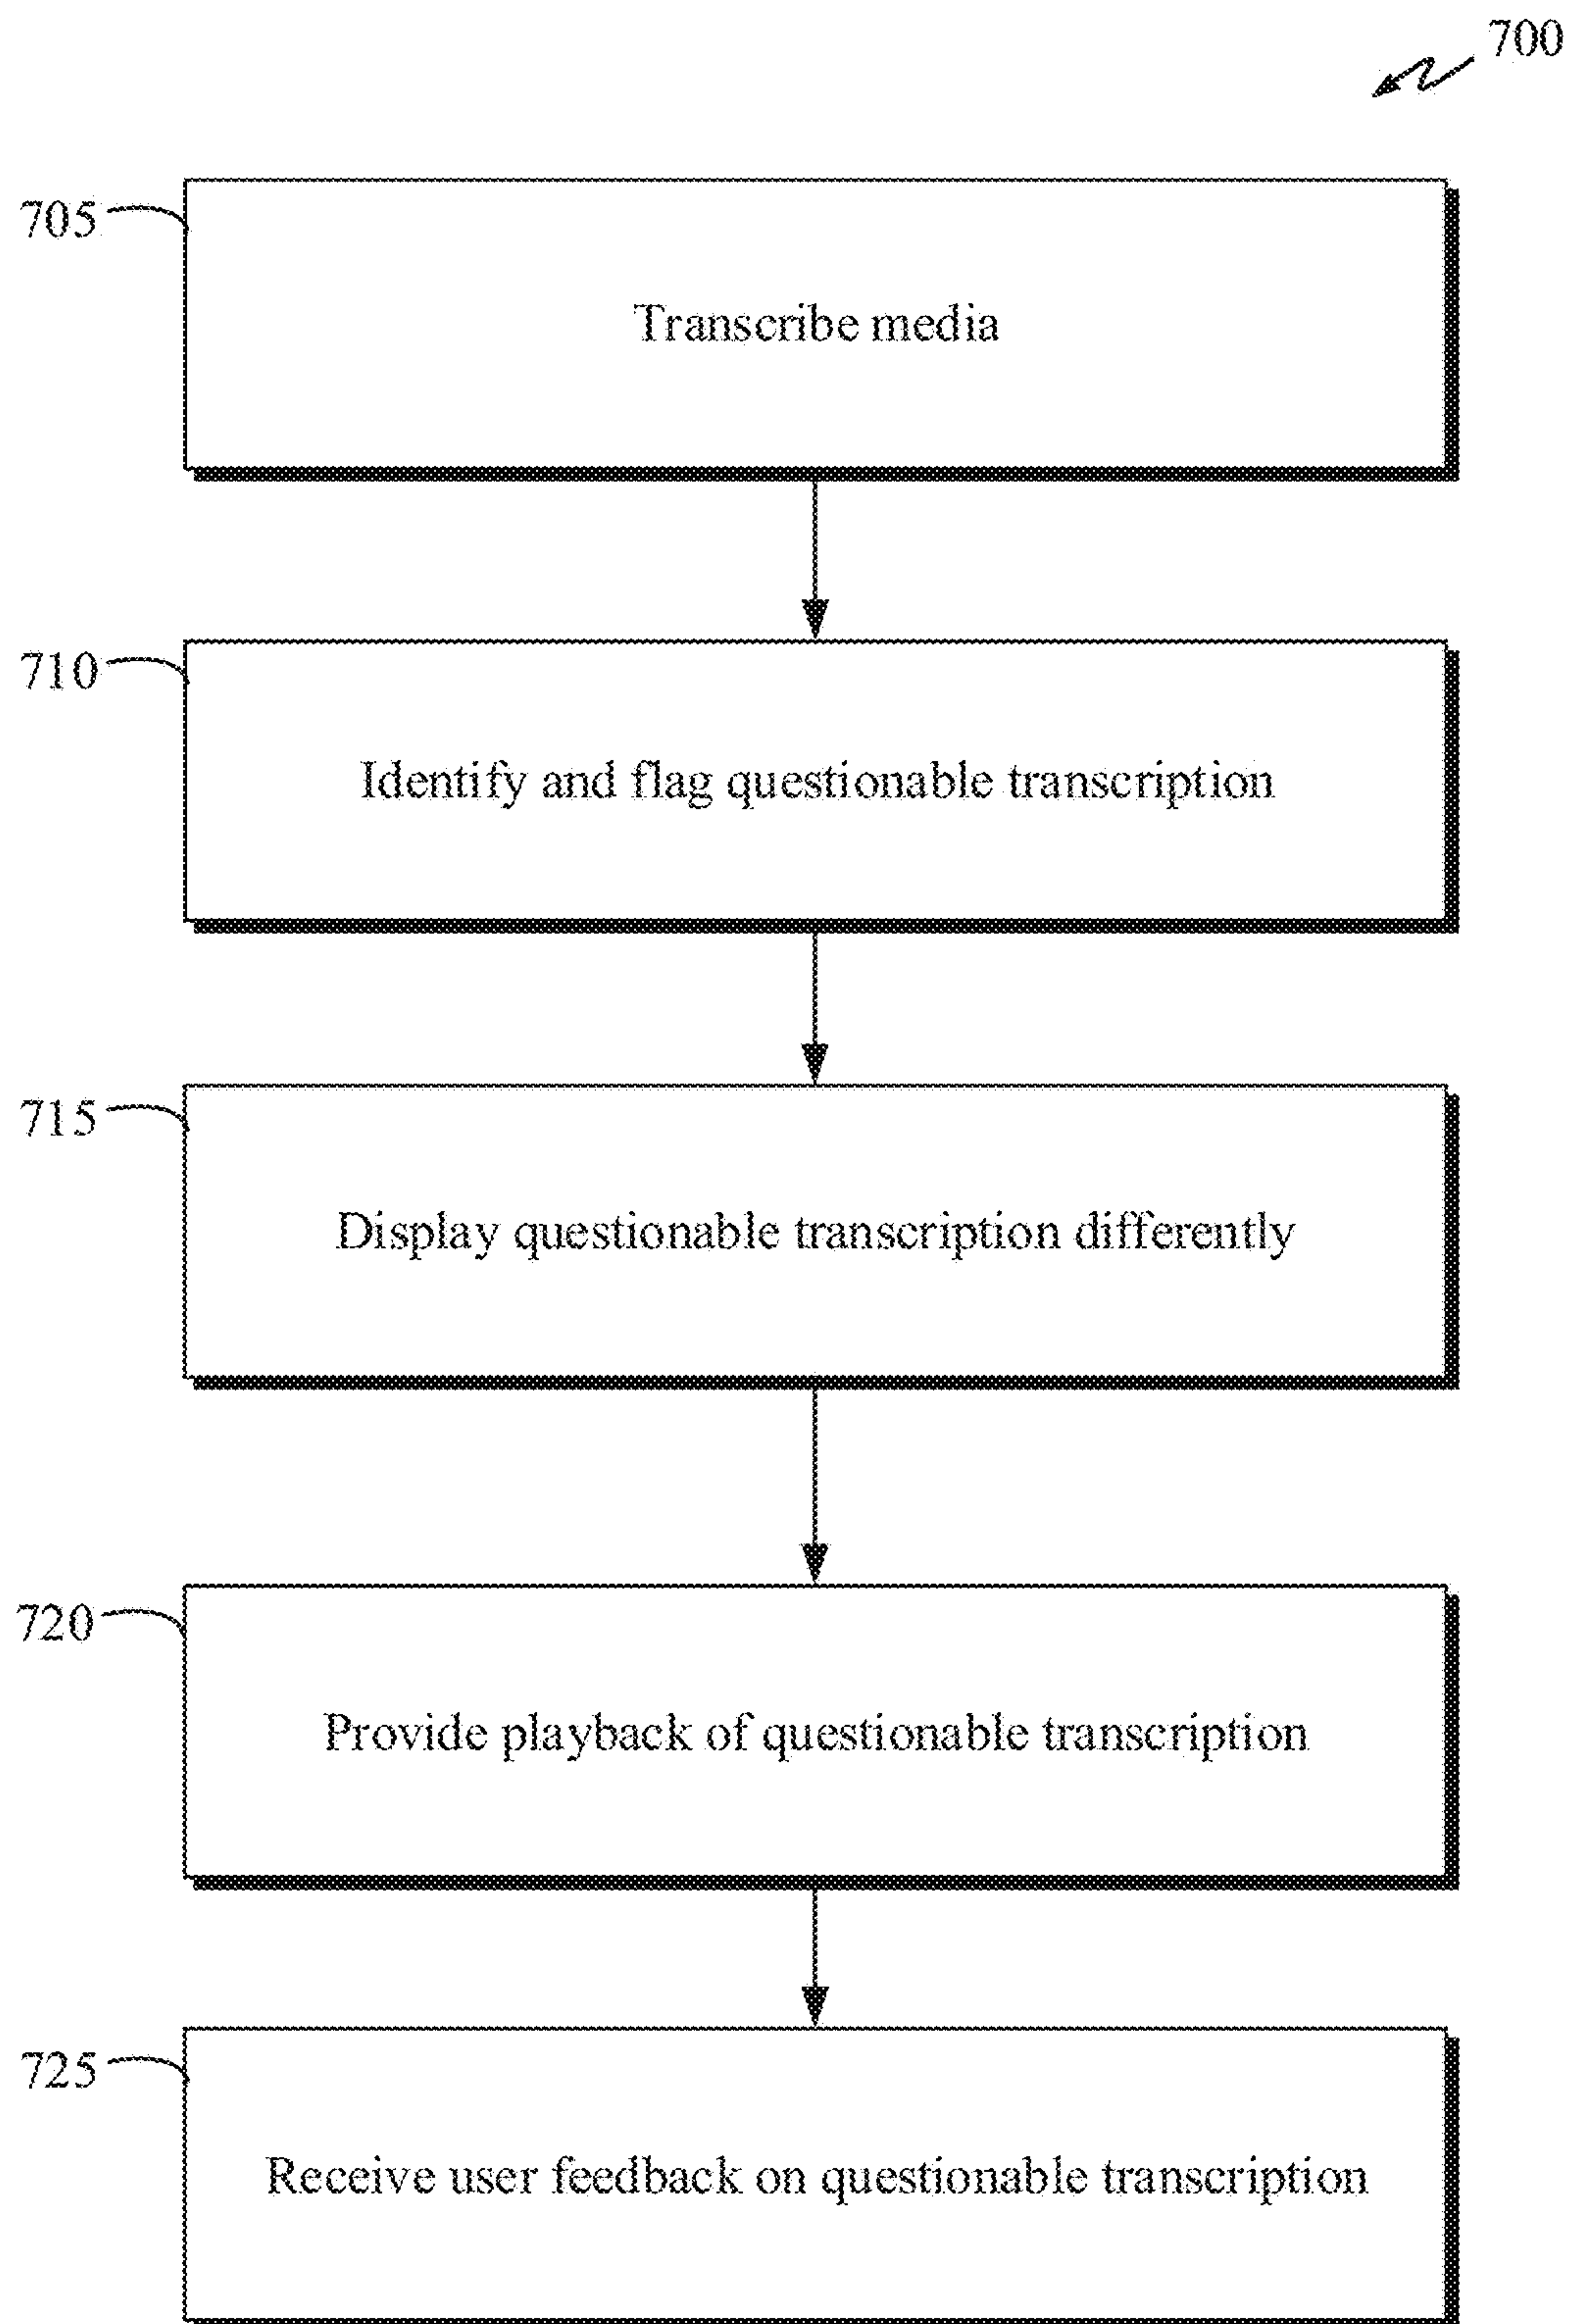 700
705
Transcribe media
710
Identify and flag questionable transcription
715
Display questionable transcription differently
720
Provide playback of questionable transcription
725
Receive user feedback on questionable transcription